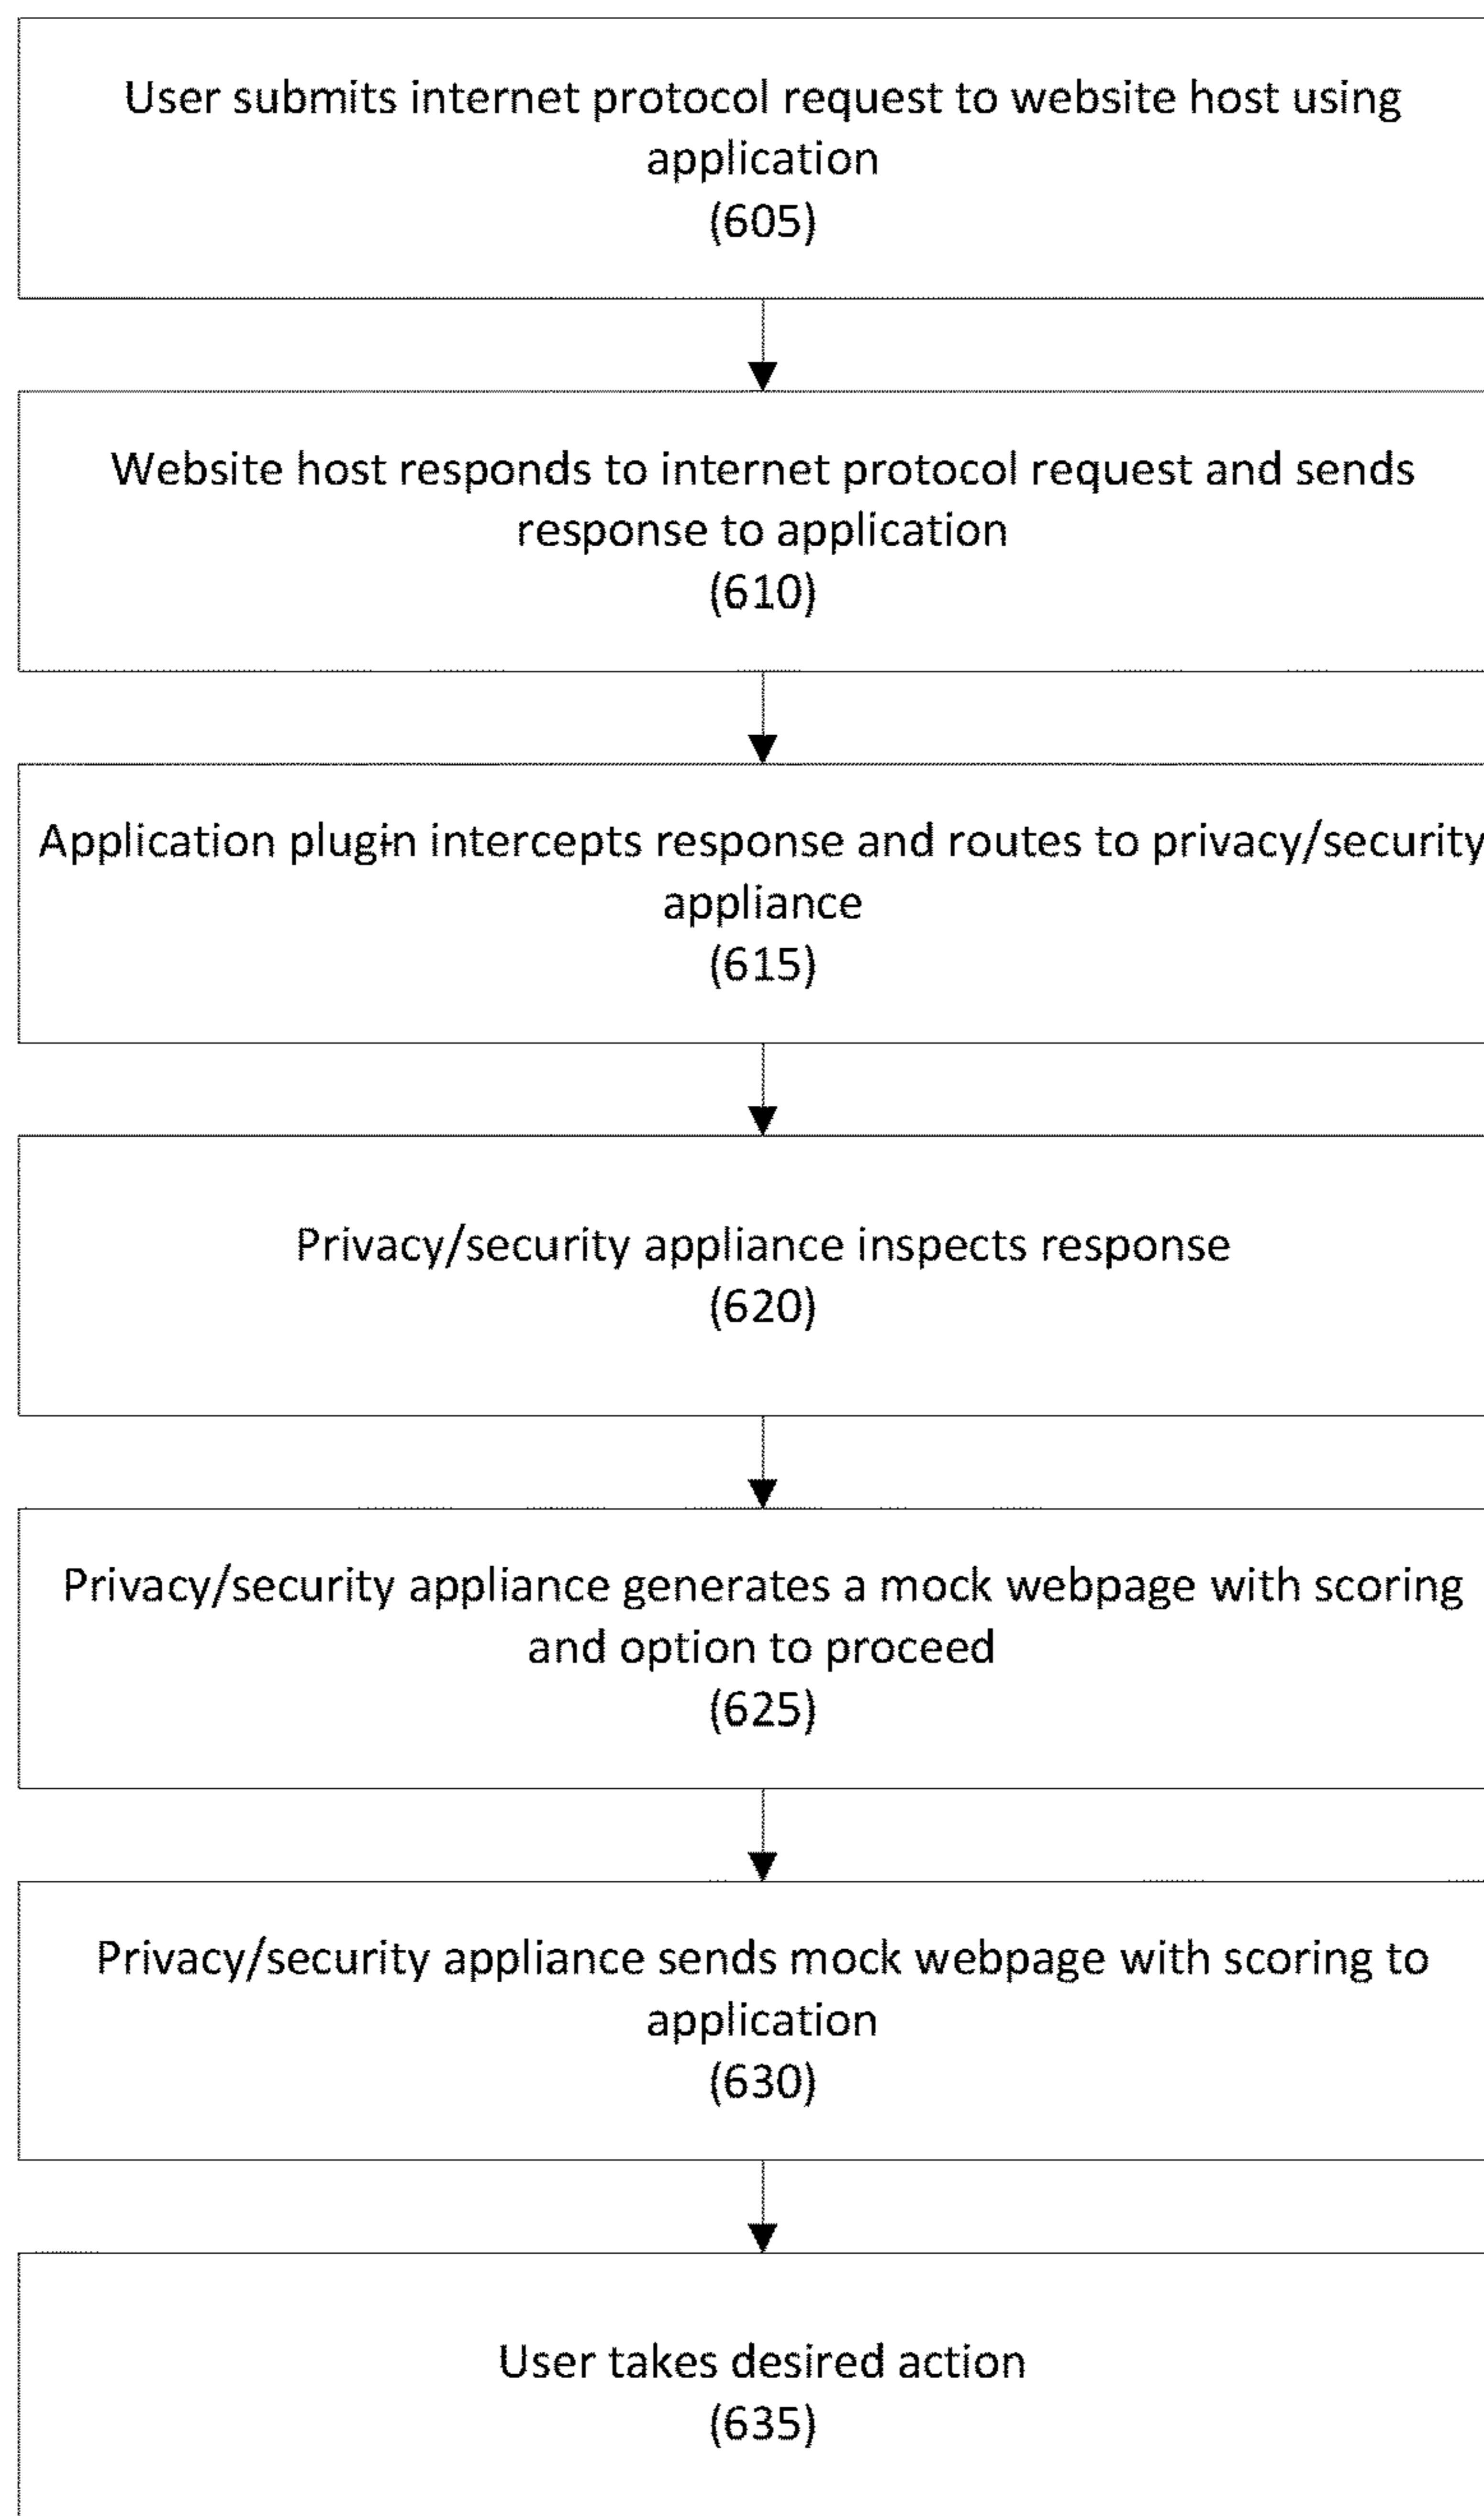 User submits internet protocol request to website host using
application
(605)
Website host responds to internet protocol request and sends
response to application
(610)
Application plugin intercepts response and routes to privacy/security
appliance
(615)
Privacy/security appliance inspects response
(620)
Privacy/security appliance generates a mock webpage with scoring
and option to proceed
(625)
Privacy/security appliance sends mock webpage with scoring to
application
(630)
User takes desired action
(635)